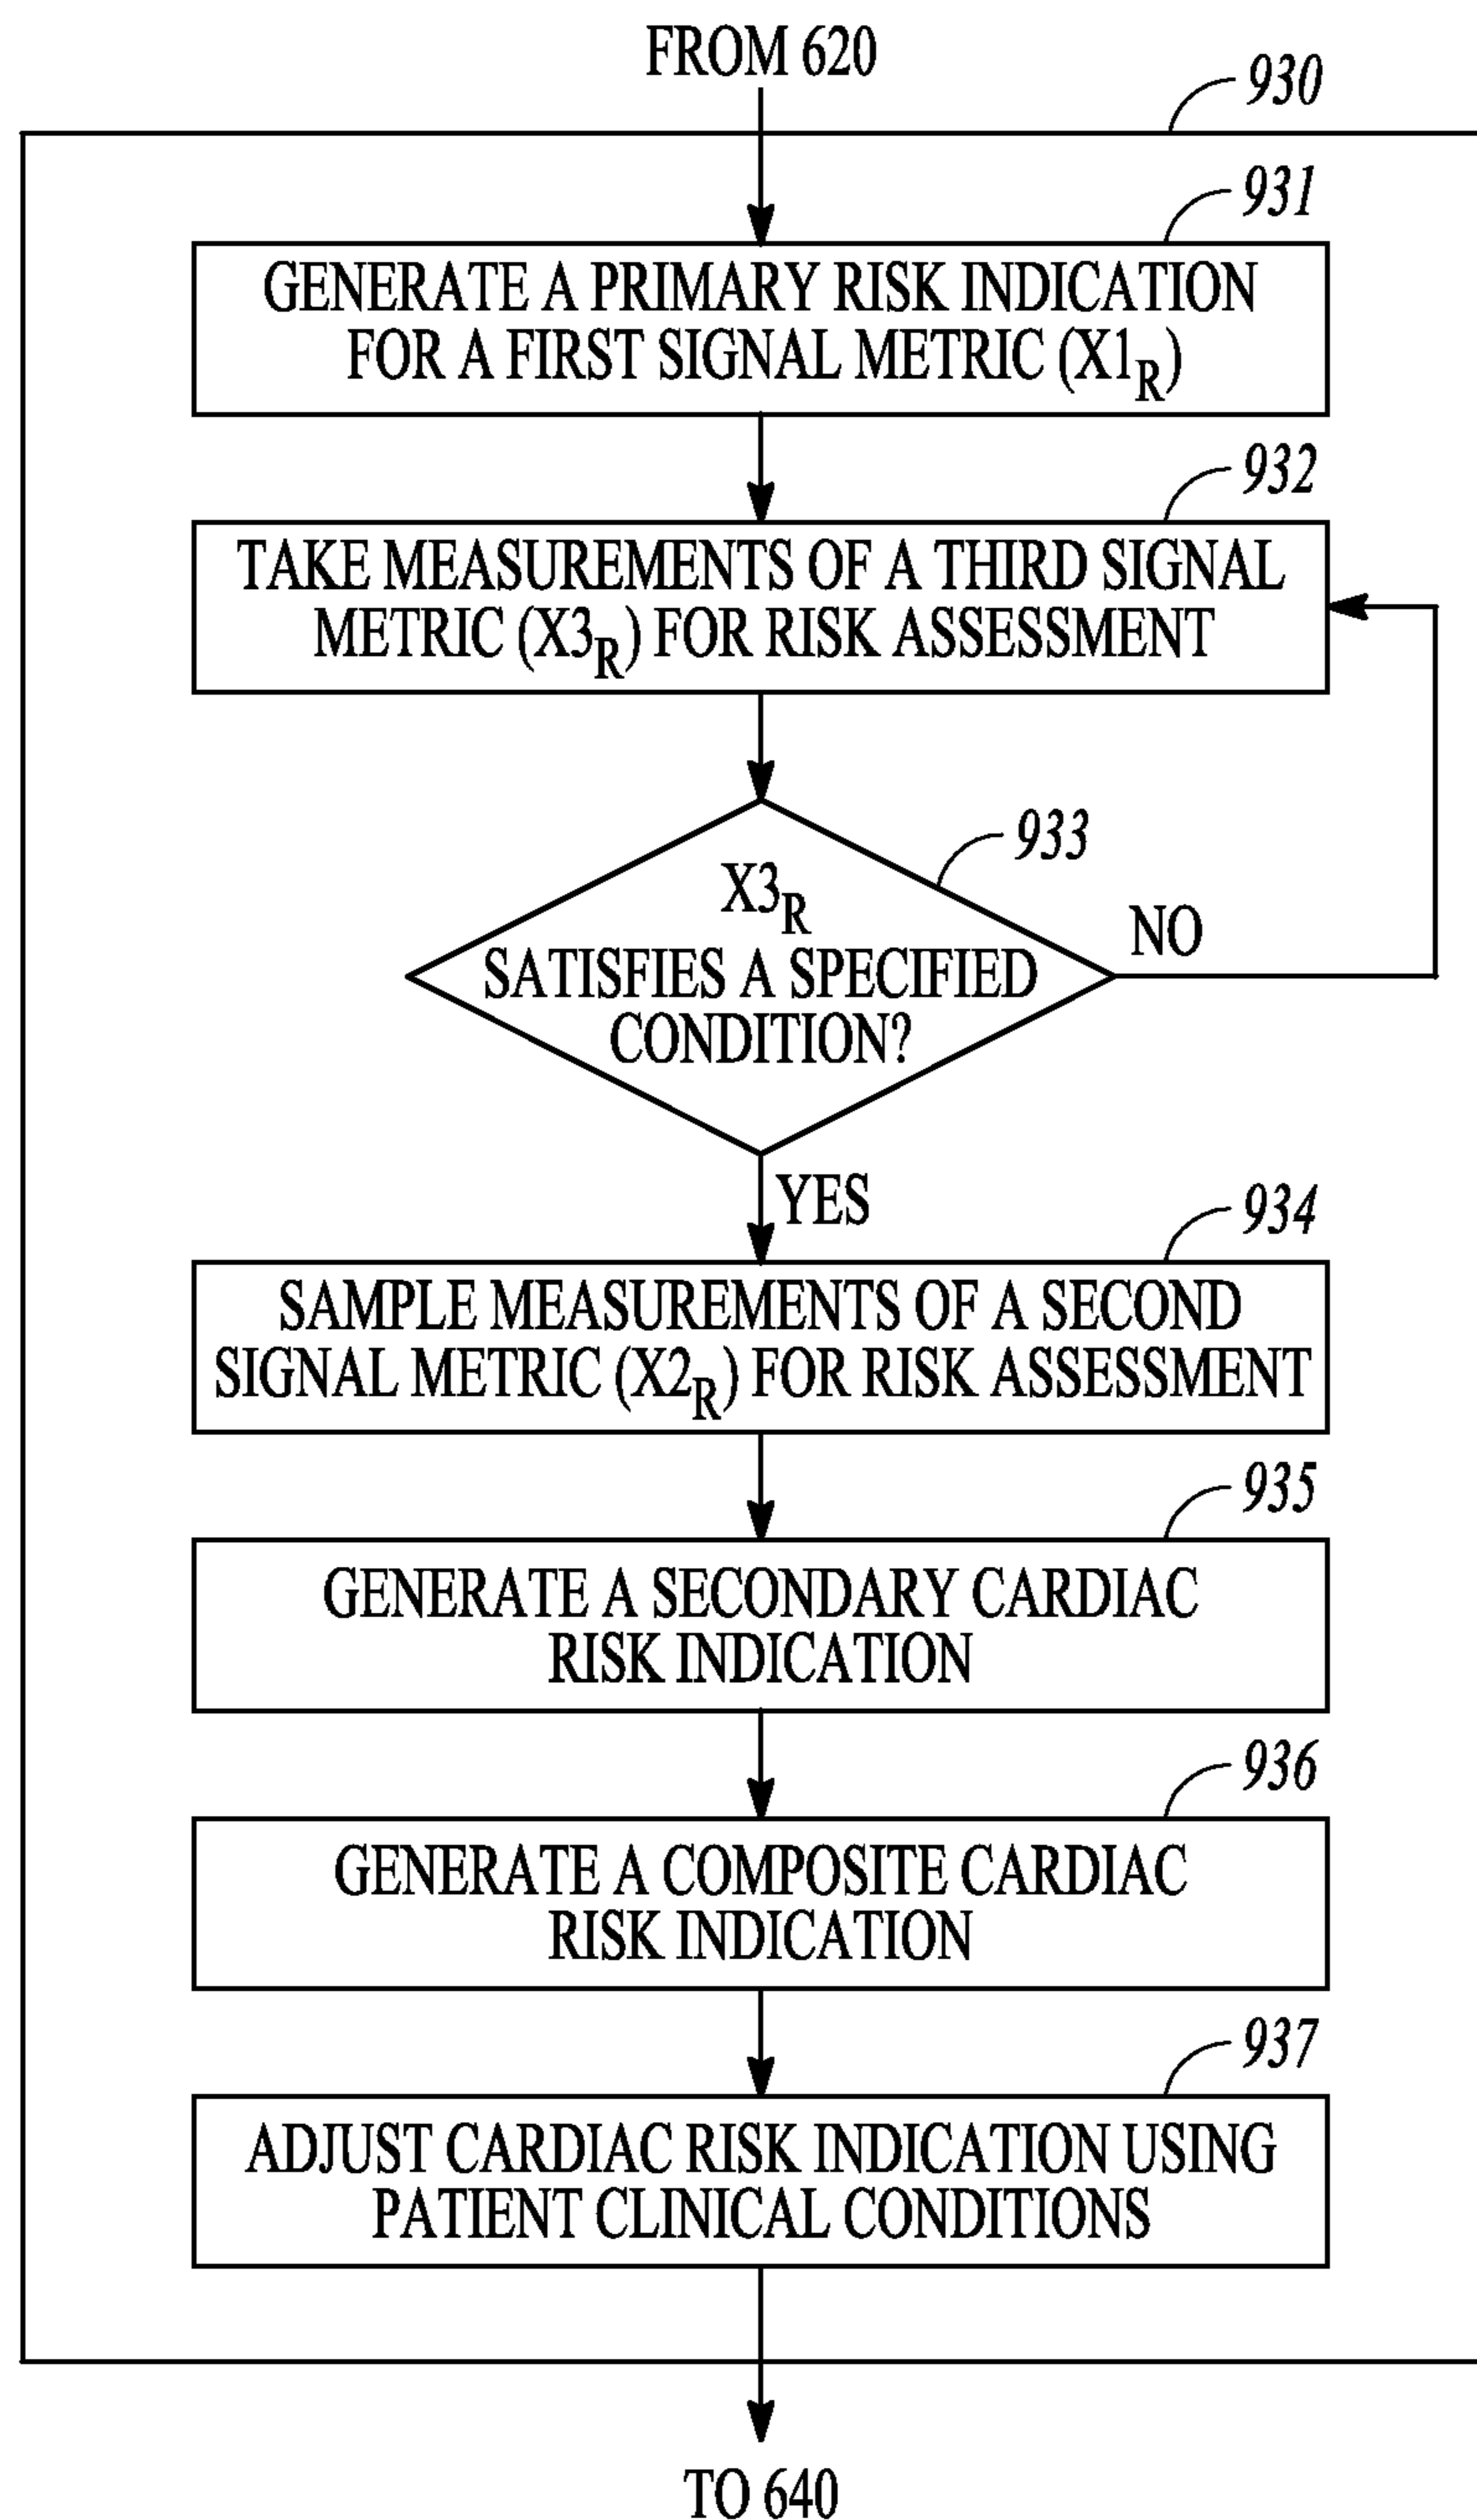 FROM 620
930
931
GENERATE A PRIMARY RISK INDICATION
FOR A FIRST SIGNAL METRIC (X1R)
932
TAKE MEASUREMENTS OF A THIRD SIGNAL
METRIC (X3R) FOR RISK ASSESSMENT
933
X3R
SATISFIES A SPECIFIED
CONDITION?
NO
YES
934
SAMPLE MEASUREMENTS OF A SECOND
SIGNAL METRIC (X2R) FOR RISK ASSESSMENT
935
GENERATE A SECONDARY CARDIAC
RISK INDICATION
936
GENERATE A COMPOSITE CARDIAC
RISK INDICATION
937
ADJUST CARDIAC RISK INDICATION USING
PATIENT CLINICAL CONDITIONS
TO 640